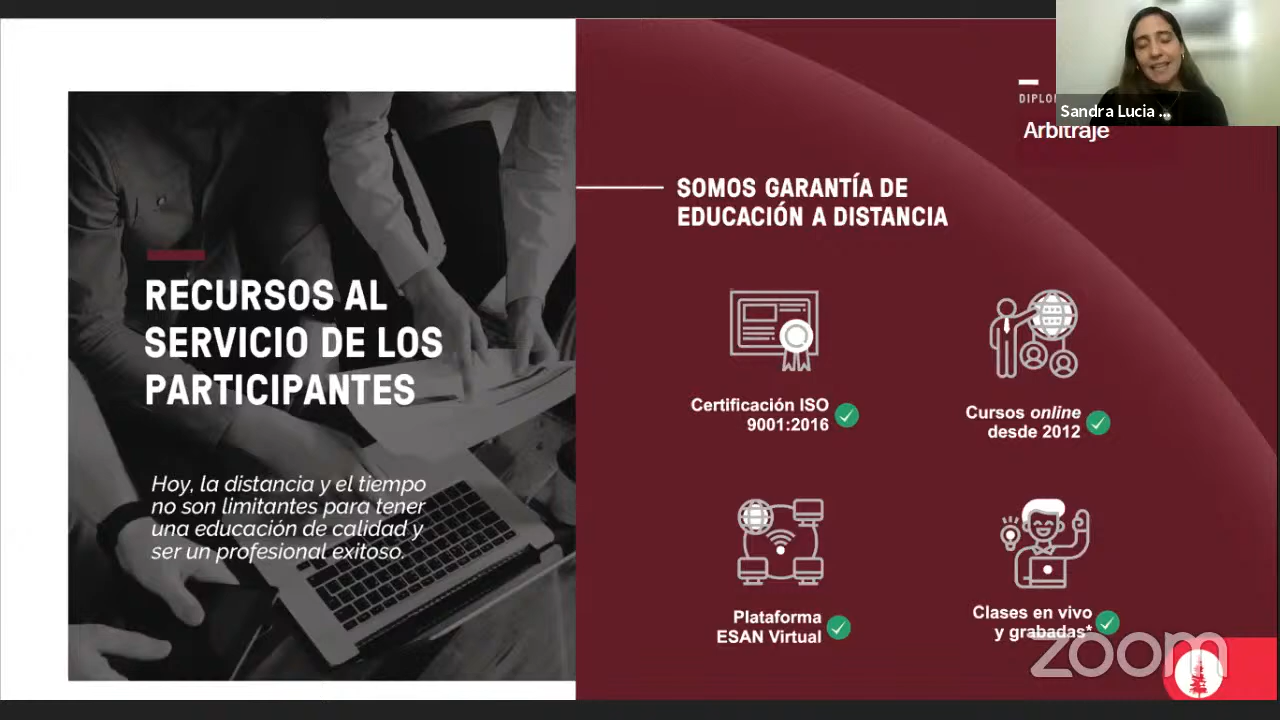 RECURSOS AL
SERVICIO DE LOS
PARTICIPANTES
Hoy, la distancia y el tiempo
no son limitantes para tener
una educación de calidad y
ser un profesional exitoso.
Sandra Lucia ...
Arbitraje
SOMOS GARANTÍA DE
EDUCACIÓN A DISTANCIA
Certificación ISO
9001:2016
Cursos online
desde 2012
Plataforma
ESAN Virtual
Clases en vivo
y grabadas*
zoom